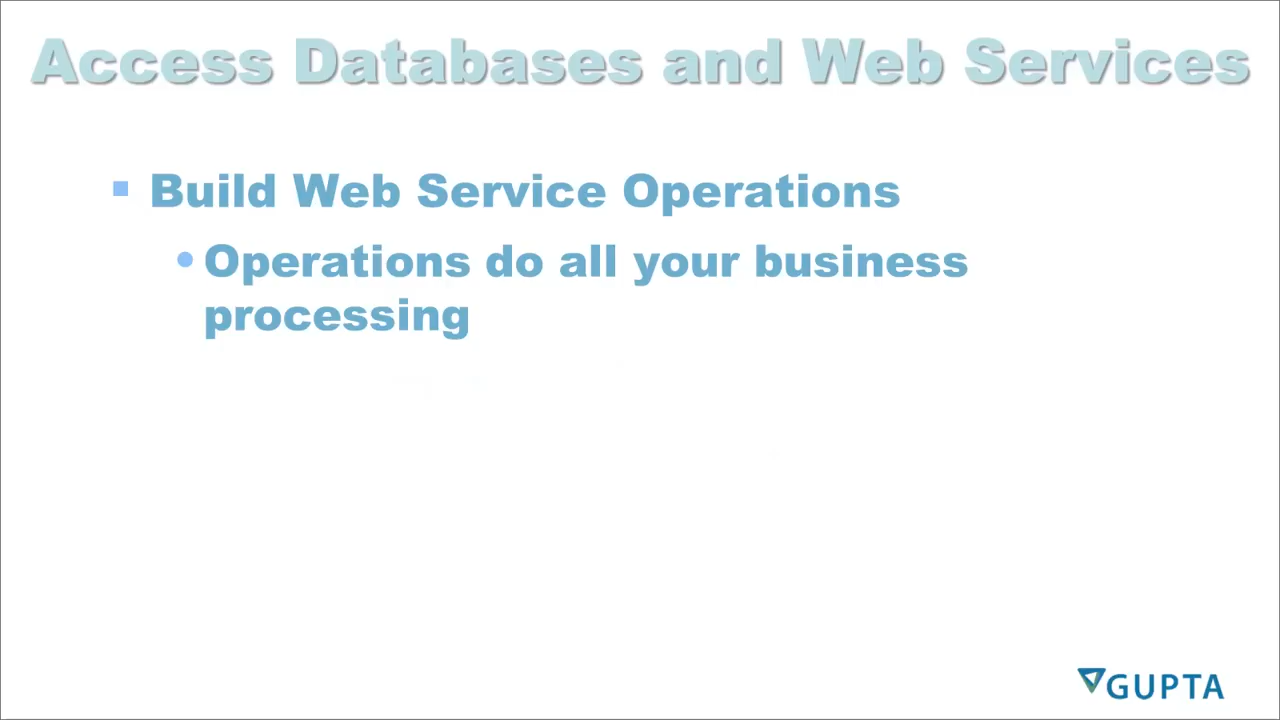 Access Databases and Web Services
Build Web Service Operations
Operations do all your business
processing
GUPTA